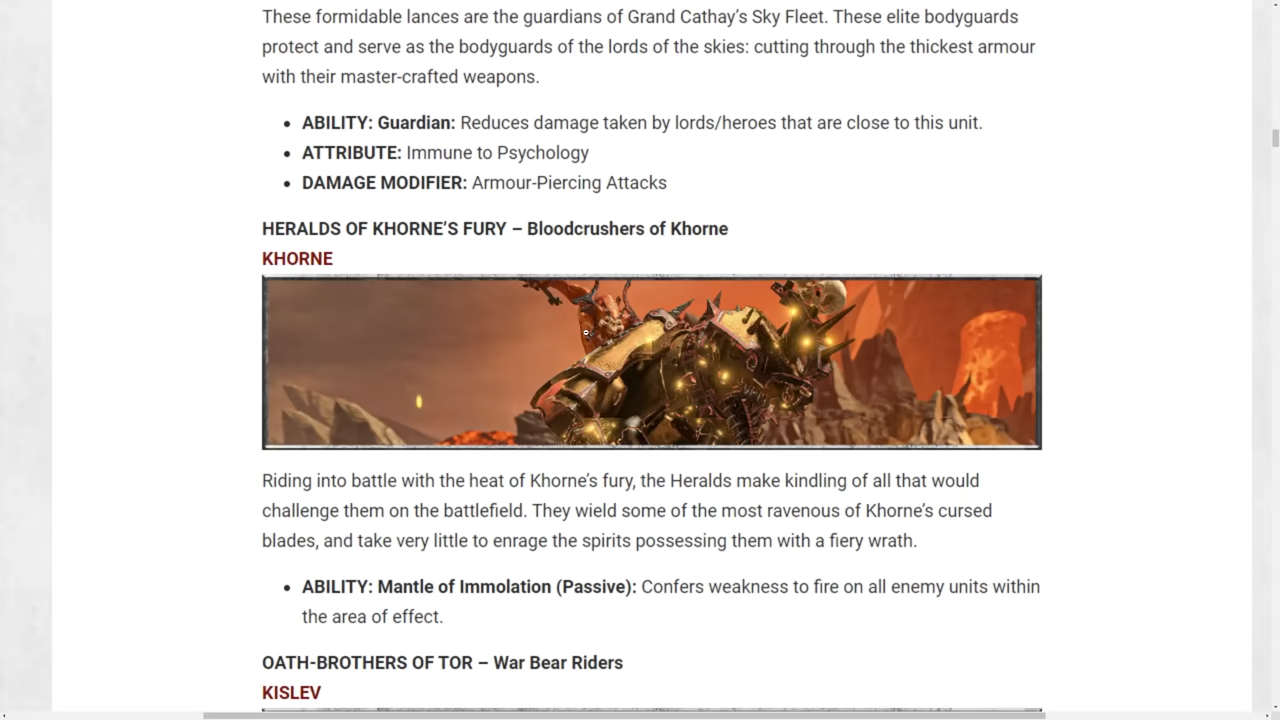 These formidable lances are the guardians of Grand Cathay’s Sky Fleet. These elite bodyguards
protect and serve as the bodyguards of the lords of the skies: cutting through the thickest armour
with their master-crafted weapons.
• ABILITY: Guardian: Reduces damage taken by lords/heroes that are close to this unit.
• ATTRIBUTE: Immune to Psychology
• DAMAGE MODIFIER: Armour-Piercing Attacks
HERALDS OF KHORNE’S FURY – Bloodcrushers of Khorne
KHORNE
Riding into battle with the heat of Khorne’s fury, the Heralds make kindling of all that would
challenge them on the battlefield. They wield some of the most ravenous of Khorne’s cursed
blades, and take very little to enrage the spirits possessing them with a fiery wrath.
• ABILITY: Mantle of Immolation (Passive): Confers weakness to fire on all enemy units within
the area of effect.
OATH-BROTHERS OF TOR – War Bear Riders
KISLEV